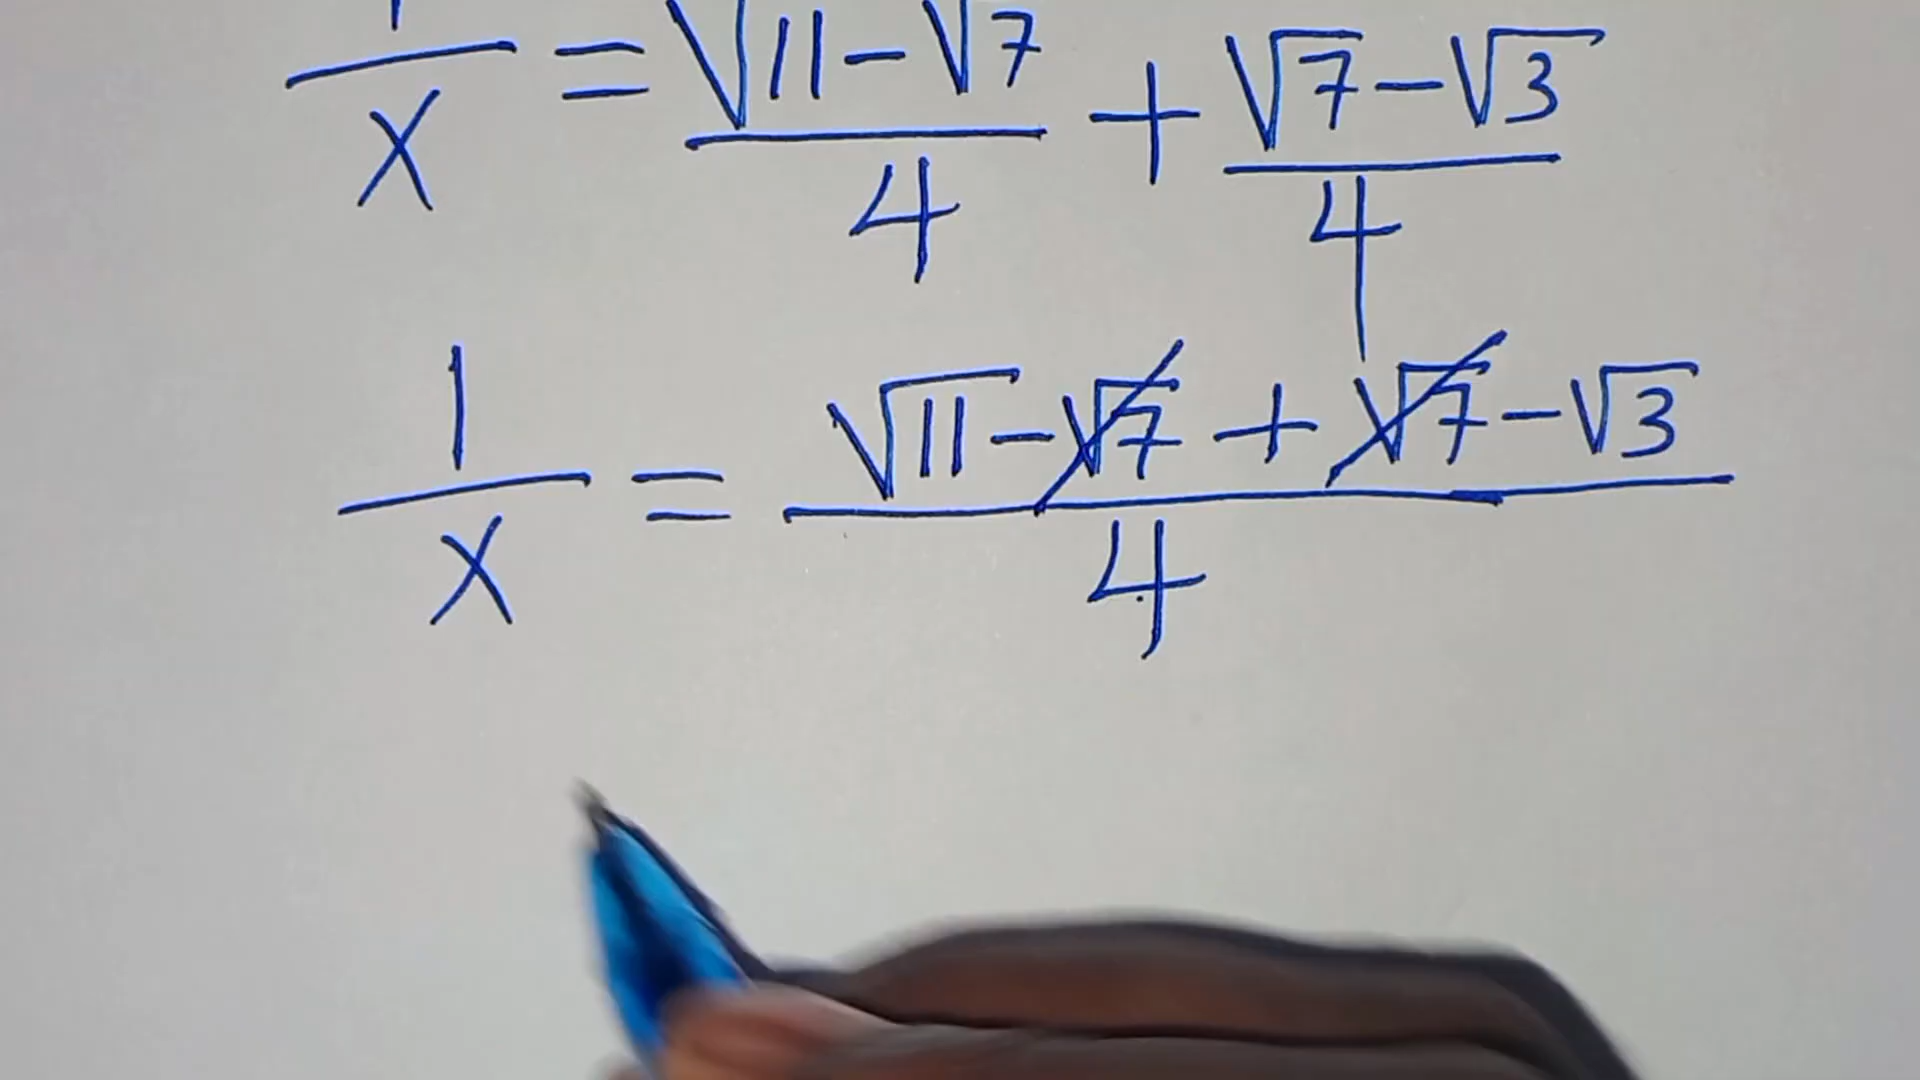 1/x = (√11 - √7)/4 + (√7 - √3)/4
1/x = (√11 - √7 + √7 - √3)/4